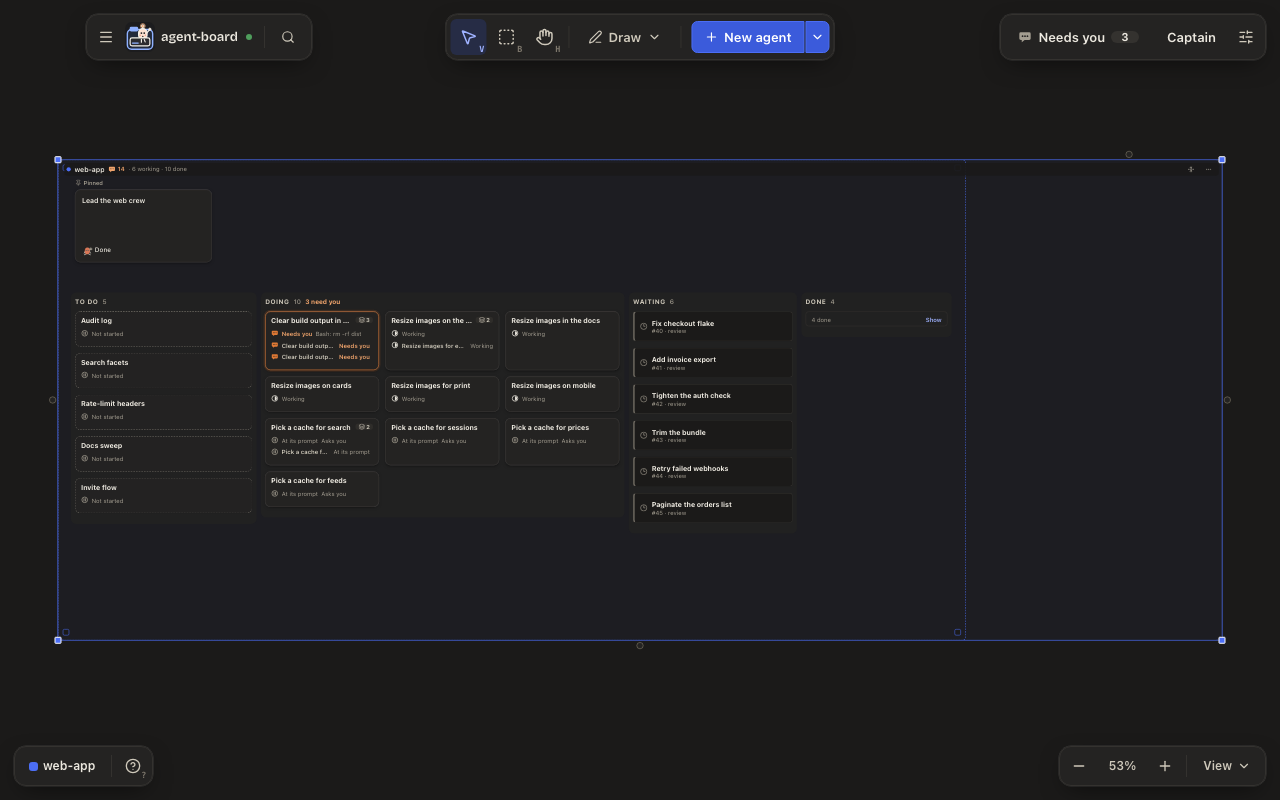 agent-board
V
B
H
Draw
New agent
Needs you 3
Captain
web-app 14 · 6 working · 10 done
Pinned
Lead the web crew
Done
TO DO 5
Audit log
Not started
Search facets
Not started
Rate-limit headers
Not started
Docs sweep
Not started
Invite flow
Not started
DOING 10 3 need you
Clear build output in ... 3
Needs you Bash: rm -rf dist
Clear build outp... Needs you
Clear build outp... Needs you
Resize images on the ... 2
Working
Resize images for e... Working
Resize images in the docs
Working
Resize images on cards
Working
Resize images for print
Working
Resize images on mobile
Working
Pick a cache for search 2
At its prompt Asks you
Pick a cache f... At its prompt
Pick a cache for sessions
At its prompt Asks you
Pick a cache for prices
At its prompt Asks you
Pick a cache for feeds
At its prompt Asks you
WAITING 6
Fix checkout flake
#40 · review
Add invoice export
#41 · review
Tighten the auth check
#42 · review
Trim the bundle
#43 · review
Retry failed webhooks
#44 · review
Paginate the orders list
#45 · review
DONE 4
4 done Show
web-app
?
53%
View